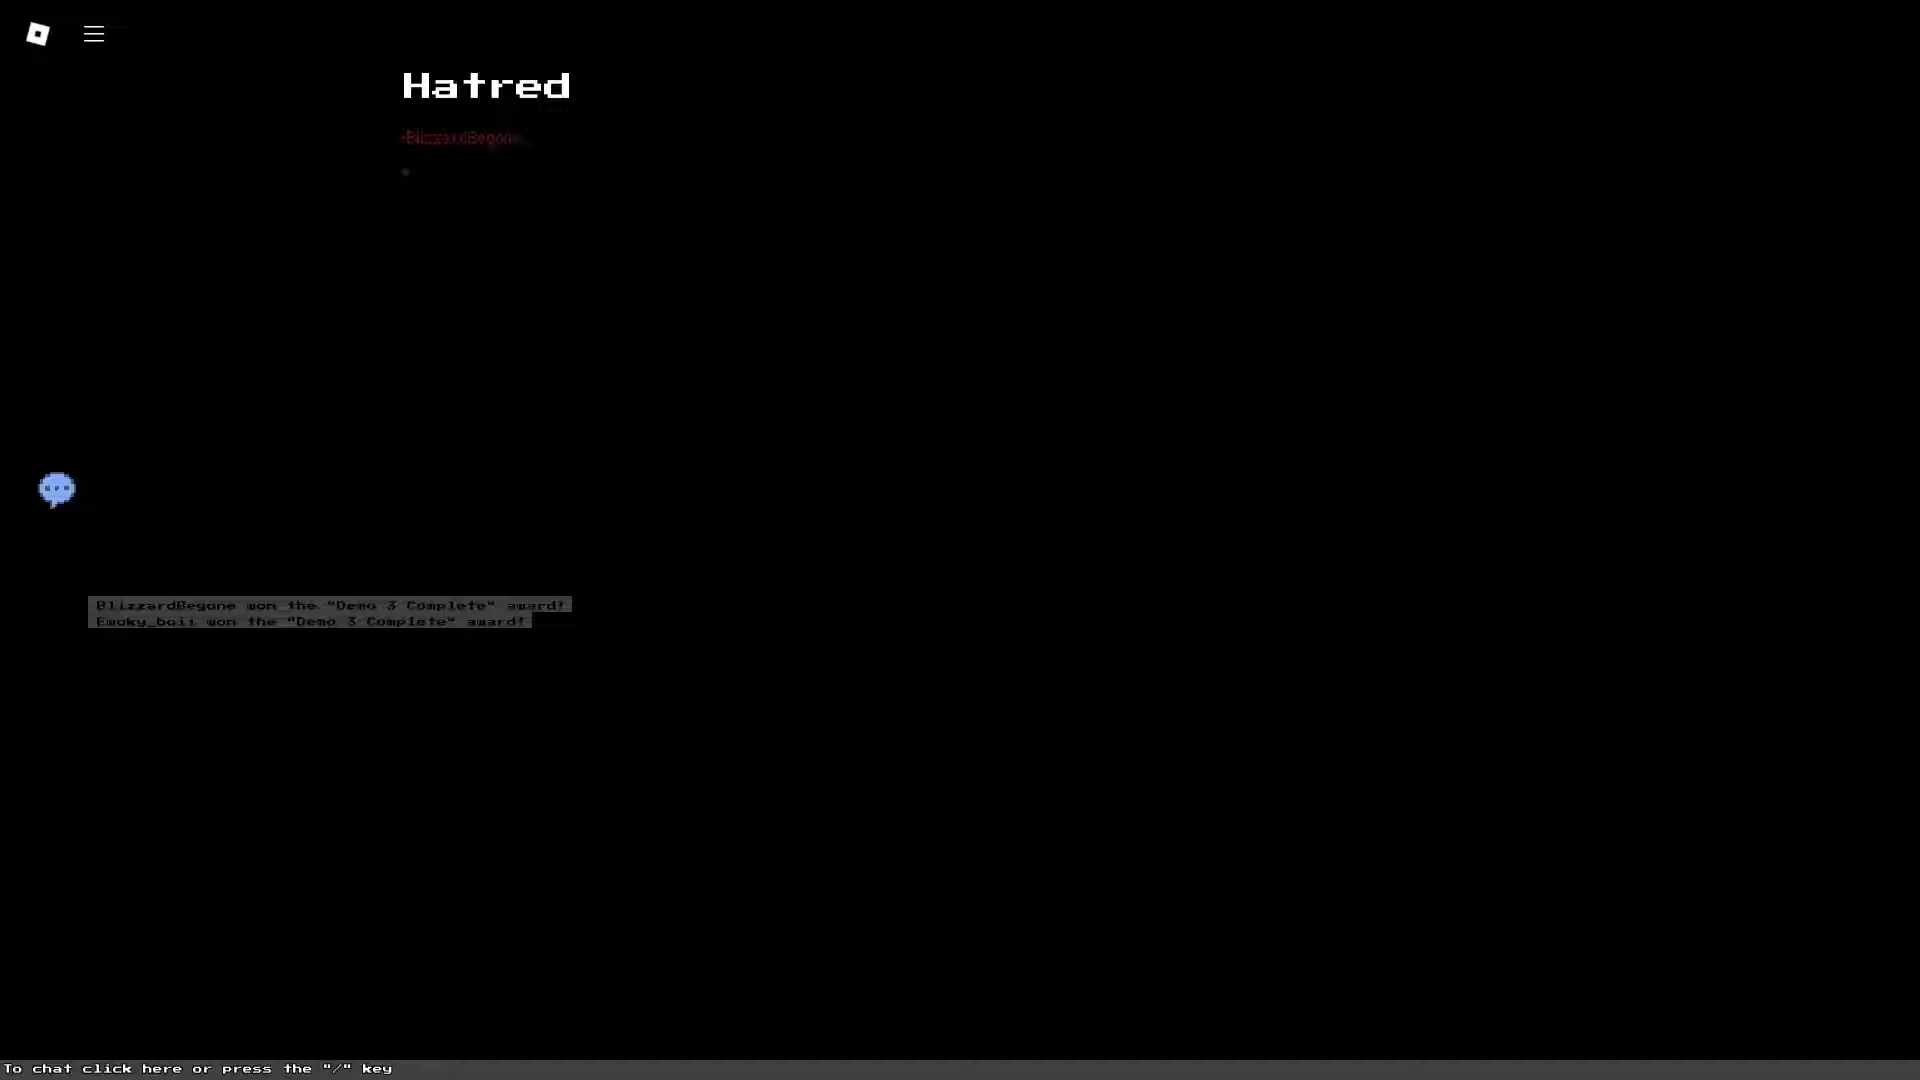 Hatred
-BlizzardBegone
BlizzardBegone won the "Demo 3 Complete" award!
Ewoky_boii won the "Demo 3 Complete" award!
To chat click here or press the "/" key